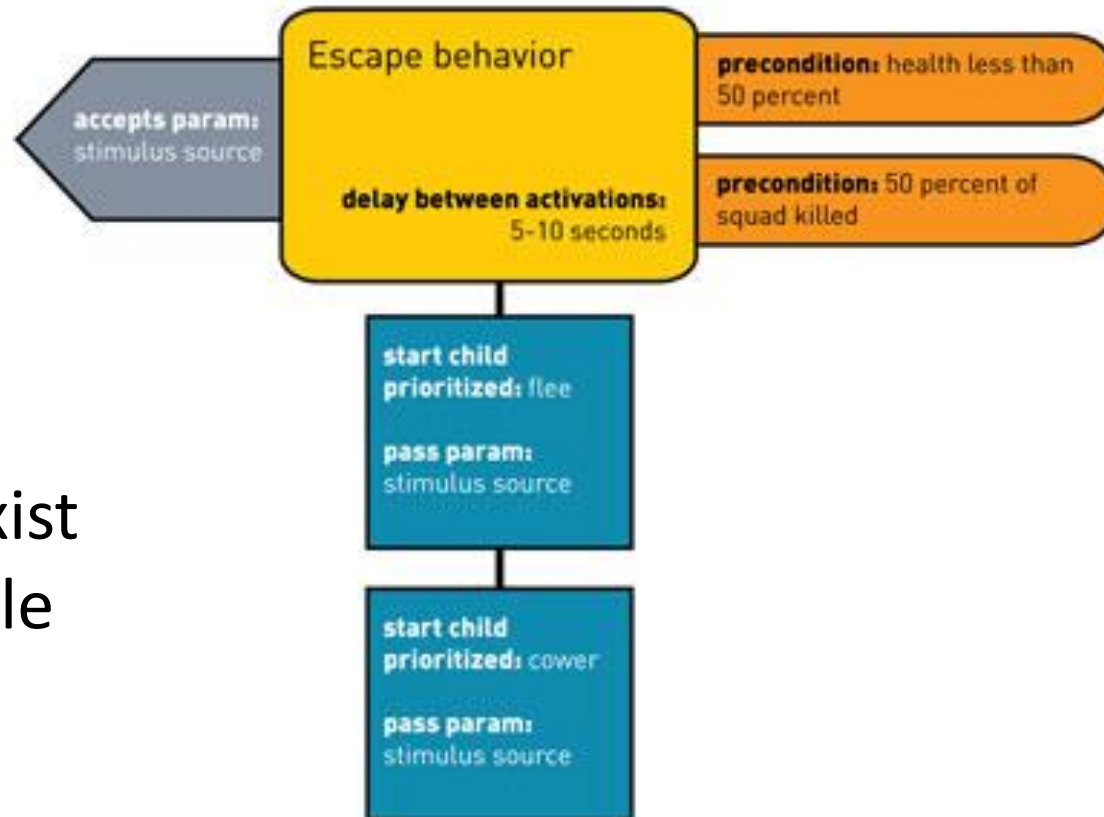 Escape behavior
delay between activations:
5-10 seconds
accepts param:
stimulus source
precondition: health less than
50 percent
precondition: 50 percent of
squad killed
start child
prioritized: flee
pass param:
stimulus source
start child
prioritized: cower
pass param:
stimulus source
xist
le